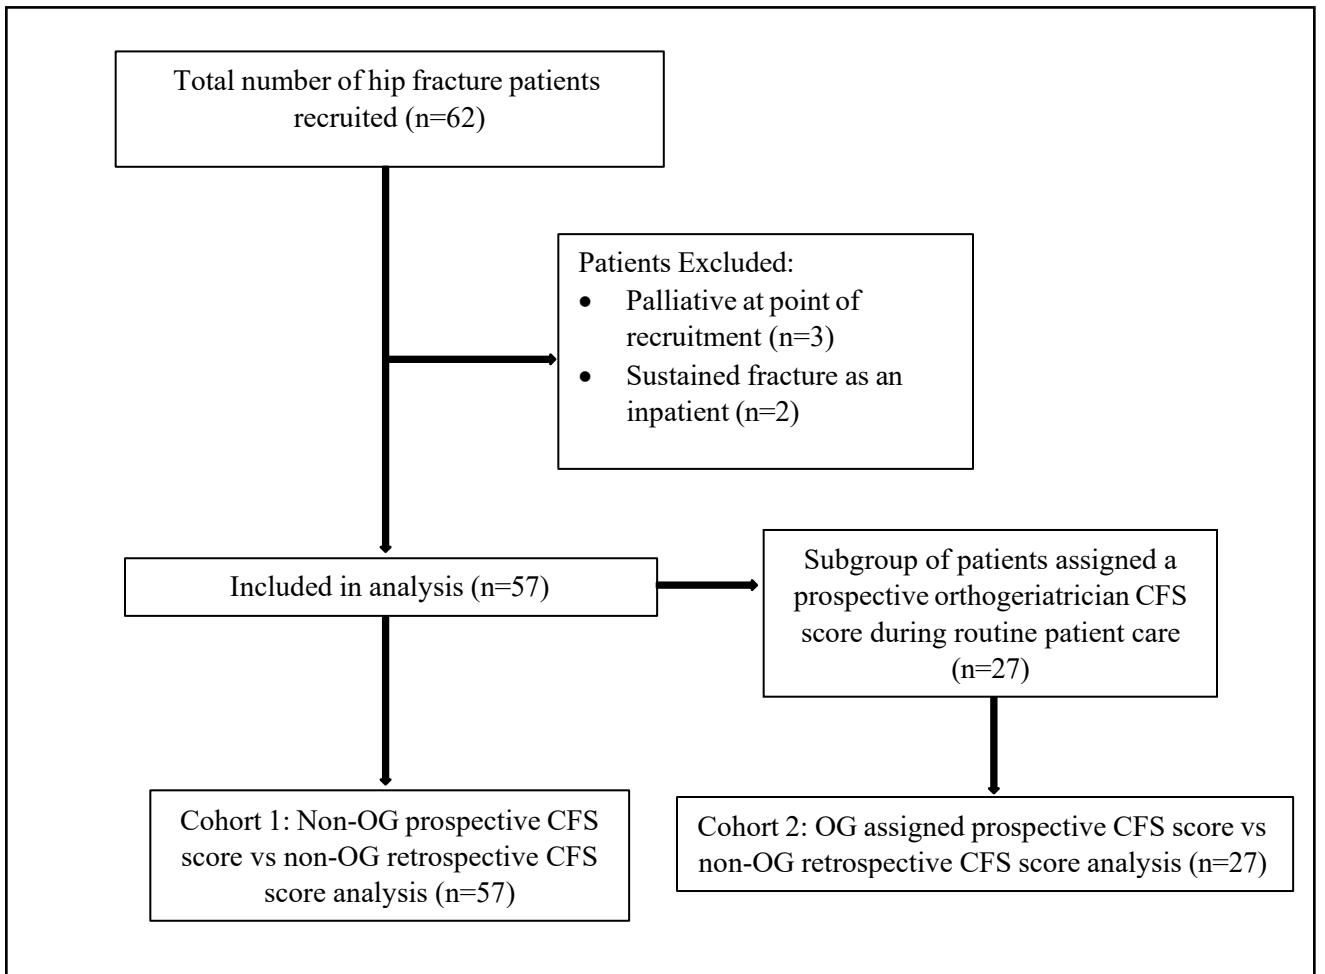 Total number of hip fracture patients
recruited (n=62)
Patients Excluded:
• Palliative at point of
recruitment (n=3)
• Sustained fracture as an
inpatient (n=2)
Included in analysis (n=57)
Subgroup of patients assigned a
prospective orthogeriatrician CFS
score during routine patient care
(n=27)
Cohort 1: Non-OG prospective CFS
score vs non-OG retrospective CFS
score analysis (n=57)
Cohort 2: OG assigned prospective CFS score vs
non-OG retrospective CFS score analysis (n=27)